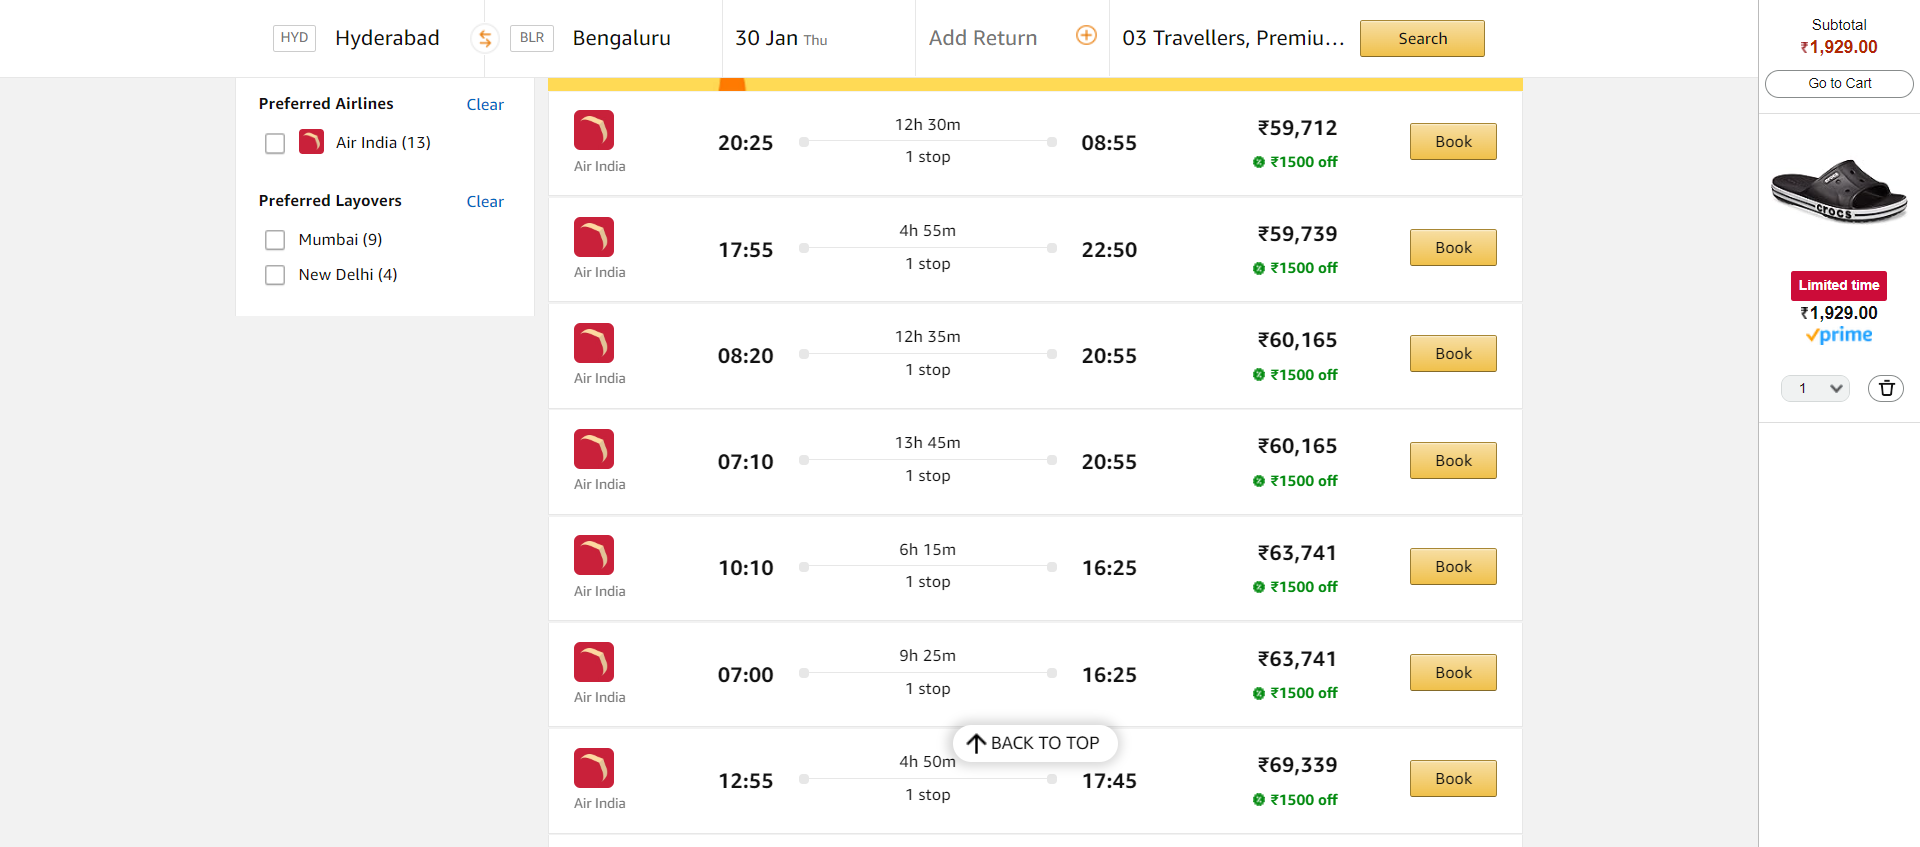 HYD Hyderabad BLR Bengaluru 30 Jan Thu Add Return 03 Travellers, Premiu... Search
Subtotal
₹1,929.00
Go to Cart
Preferred Airlines Clear
Air India (13)
Preferred Layovers Clear
Mumbai (9)
New Delhi (4)
Air India
20:25
12h 30m
1 stop
08:55
₹59,712
₹1500 off
Book
Air India
17:55
4h 55m
1 stop
22:50
₹59,739
₹1500 off
Book
Air India
08:20
12h 35m
1 stop
20:55
₹60,165
₹1500 off
Book
Air India
07:10
13h 45m
1 stop
20:55
₹60,165
₹1500 off
Book
Air India
10:10
6h 15m
1 stop
16:25
₹63,741
₹1500 off
Book
Air India
07:00
9h 25m
1 stop
16:25
₹63,741
₹1500 off
Book
BACK TO TOP
Air India
12:55
4h 50m
1 stop
17:45
₹69,339
₹1500 off
Book
crocs
Limited time
₹1,929.00
prime
1